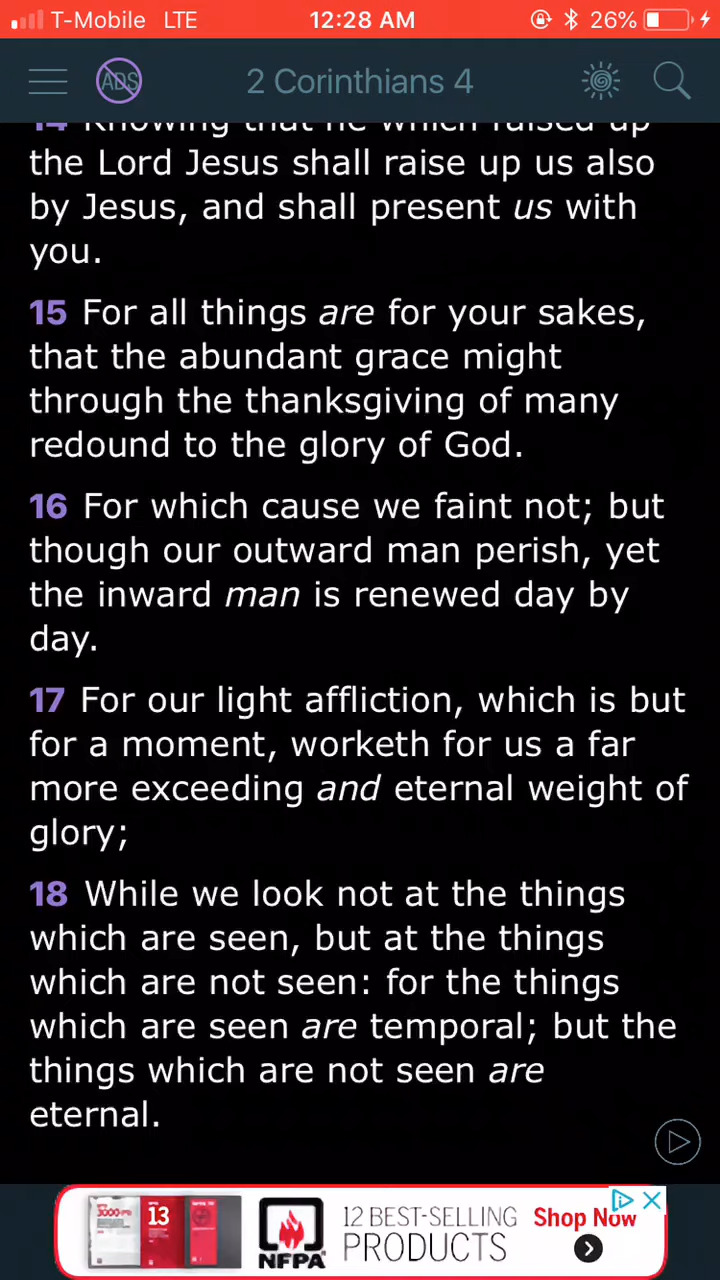 T-Mobile LTE 12:28 AM 26%
ADS 2 Corinthians 4
14 Knowing that he which raised up
the Lord Jesus shall raise up us also
by Jesus, and shall present us with
you.
15 For all things are for your sakes,
that the abundant grace might
through the thanksgiving of many
redound to the glory of God.
16 For which cause we faint not; but
though our outward man perish, yet
the inward man is renewed day by
day.
17 For our light affliction, which is but
for a moment, worketh for us a far
more exceeding and eternal weight of
glory;
18 While we look not at the things
which are seen, but at the things
which are not seen: for the things
which are seen are temporal; but the
things which are not seen are
eternal.
13
NFPA
12 BEST-SELLING
PRODUCTS
Shop Now